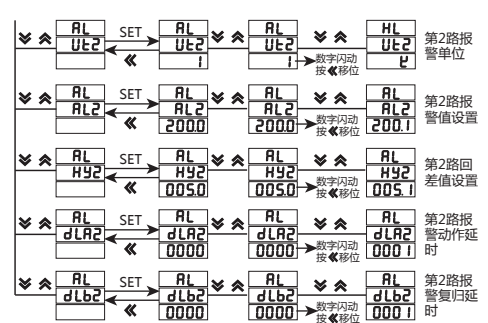 AL SET AL AL HL
Ut2 Ut2 Ut2 Ut2 第2路报
警单位
1 1 数字闪动 y
按移位
AL SET AL AL AL
AL2 AL2 AL2 AL2 第2路报
警值设置
200.0 200.0 数字闪动 200.1
按移位
AL SET AL AL AL
HY2 HY2 HY2 HY2 第2路回
差值设置
005.0 005.0 数字闪动 005.1
按移位
AL SET AL AL AL
dLA2 dLA2 dLA2 dLA2 第2路报
警动作延
时
0000 0000 数字闪动 0001
按移位
AL SET AL AL AL
dLb2 dLb2 dLb2 dLb2 第2路报
警复归延
时
0000 0000 数字闪动 0001
按移位